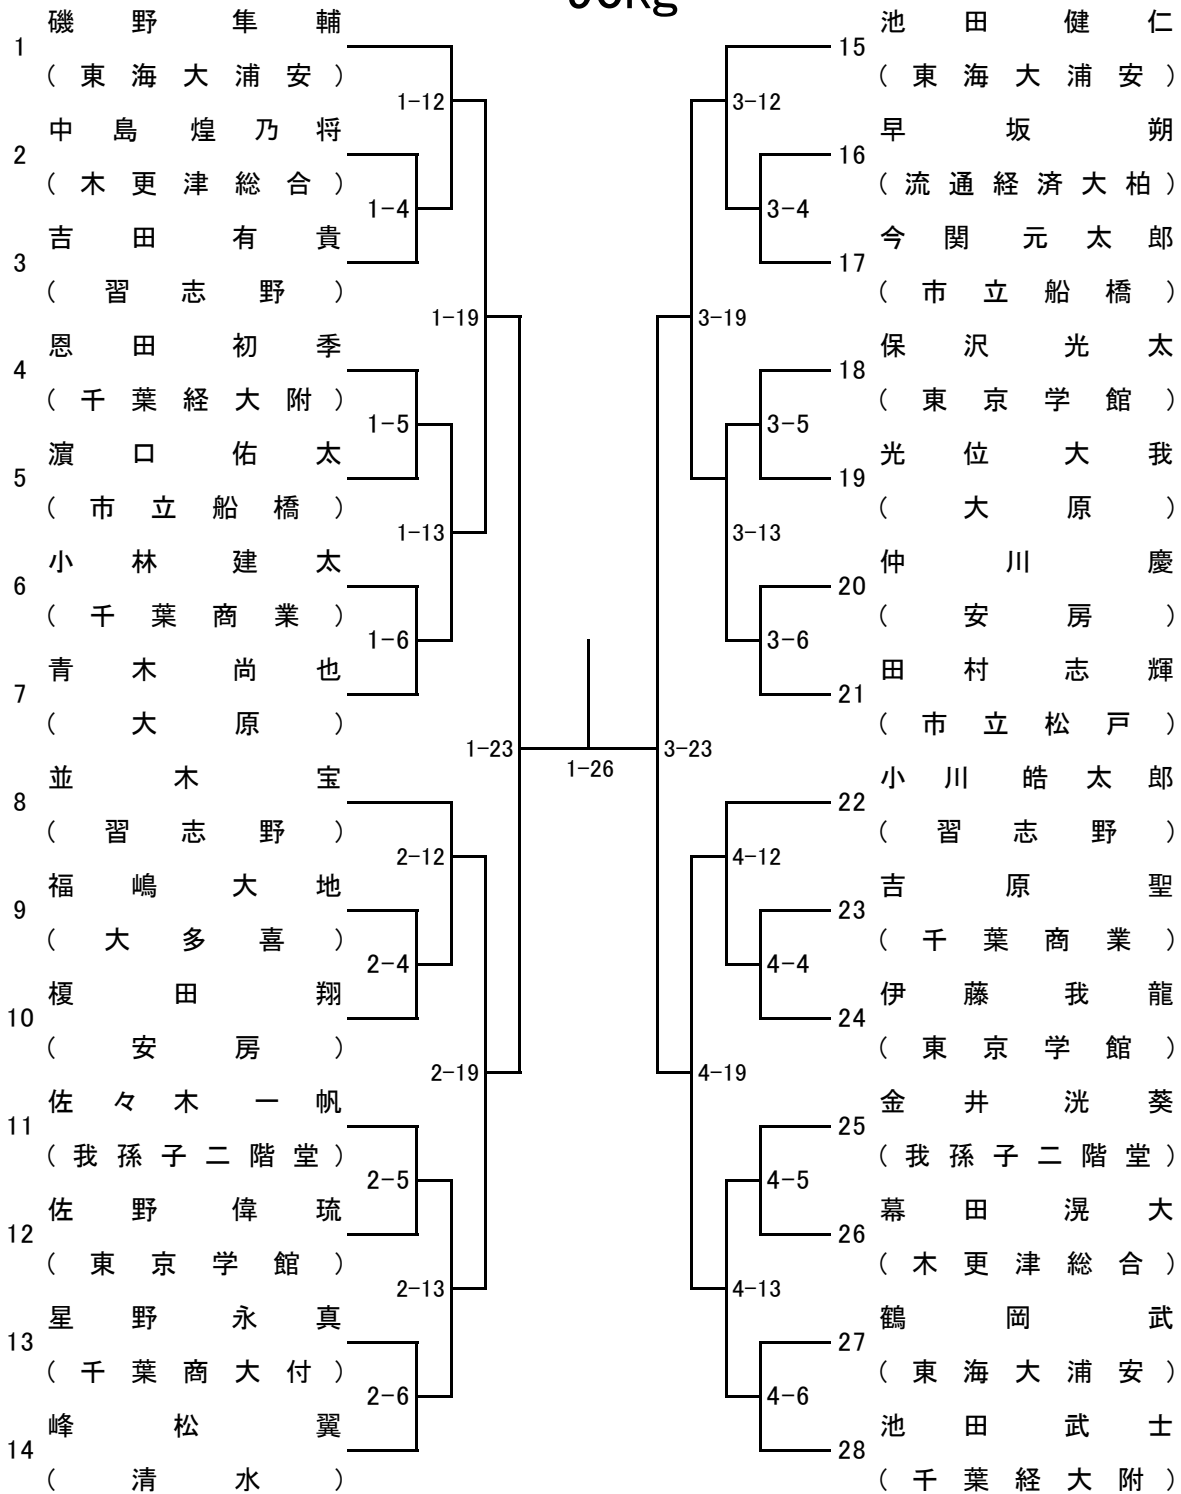 磯野隼輔
1
(東海大浦安)
中島煌乃将
2
(木更津総合)
吉田有貴
3
(習志野)
恩田初季
4
(千葉経大附)
濵口佑太
5
(市立船橋)
小林建太
6
(千葉商業)
青木尚也
7
(大原)
並木宝
8
(習志野)
福嶋大地
9
(大多喜)
榎田翔
10
(安房)
佐々木一帆
11
(我孫子二階堂)
佐野偉琉
12
(東京学館)
星野永真
13
(千葉商大付)
峰松翼
14
(清水)
1-12
1-4
1-19
1-5
1-13
1-6
1-23
2-12
2-4
2-19
2-5
2-13
2-6
1-26
3-12
3-4
3-19
3-5
3-13
3-6
3-23
4-12
4-4
4-19
4-5
4-13
4-6
池田健仁
15
(東海大浦安)
早坂朔
16
(流通経済大柏)
今関元太郎
17
(市立船橋)
保沢光太
18
(東京学館)
光位大我
19
(大原)
仲川慶
20
(安房)
田村志輝
21
(市立松戸)
小川皓太郎
22
(習志野)
吉原聖
23
(千葉商業)
伊藤我龍
24
(東京学館)
金井洸葵
25
(我孫子二階堂)
幕田滉大
26
(木更津総合)
鶴岡武
27
(東海大浦安)
池田武士
28
(千葉経大附)